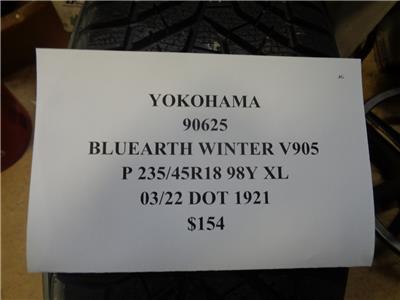 YOKOHAMA
90625
BLUEARTH WINTER V905
P 235/45R18 98Y XL
03/22 DOT 1921
$154